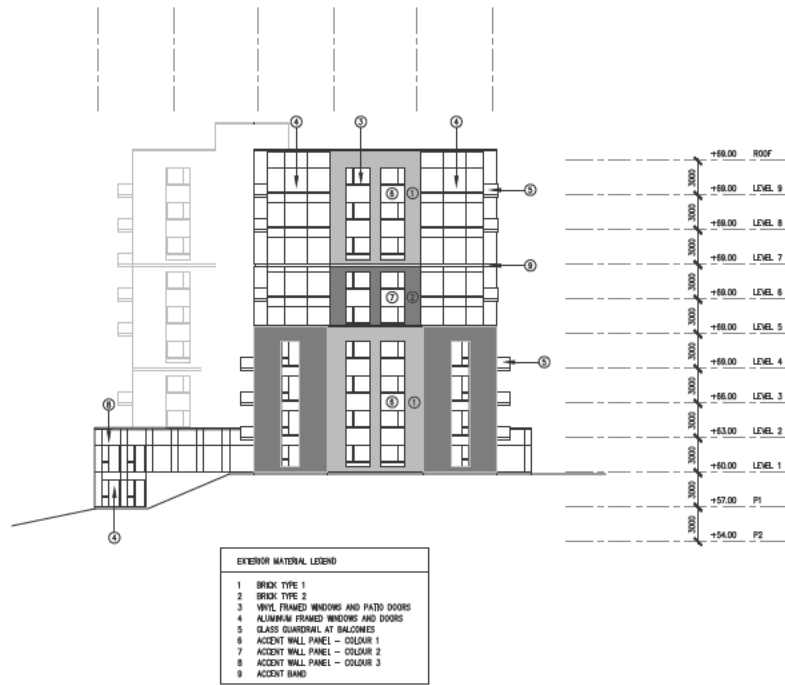 4
3
4
+69.00 ROOF
3000
6 1
5
+69.00 LEVEL 9
3000
+69.00 LEVEL 8
3000
9
+69.00 LEVEL 7
3000
7 2
+69.00 LEVEL 6
3000
+69.00 LEVEL 5
3000
5
+69.00 LEVEL 4
3000
1
+66.00 LEVEL 3
3000
8
+63.00 LEVEL 2
3000
+60.00 LEVEL 1
3000
+57.00 P1
3000
4
+54.00 P2
EXTERIOR MATERIAL LEGEND
1 BRICK TYPE 1
2 BRICK TYPE 2
3 VINYL FRAMED WINDOWS AND PATIO DOORS
4 ALUMINUM FRAMED WINDOWS AND DOORS
5 GLASS GUARDRAIL AT BALCONIES
6 ACCENT WALL PANEL - COLOUR 1
7 ACCENT WALL PANEL - COLOUR 2
8 ACCENT WALL PANEL - COLOUR 3
9 ACCENT BAND